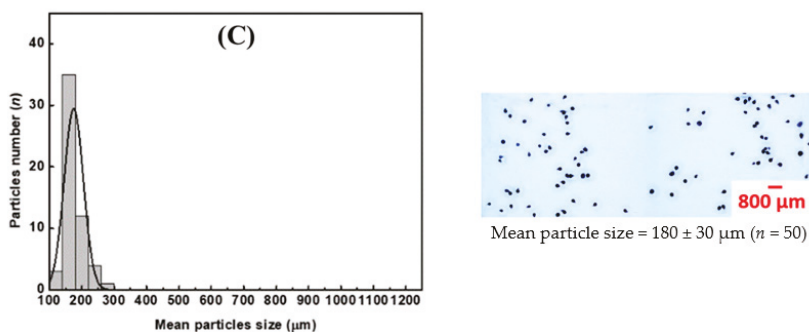 (C)
Particles number (n)
40
30
20
10
0
100 200 300 400 500 600 700 800 900 1000 1100 1200
Mean particles size (μm)
800 μm
Mean particle size = 180 ± 30 μm (n = 50)